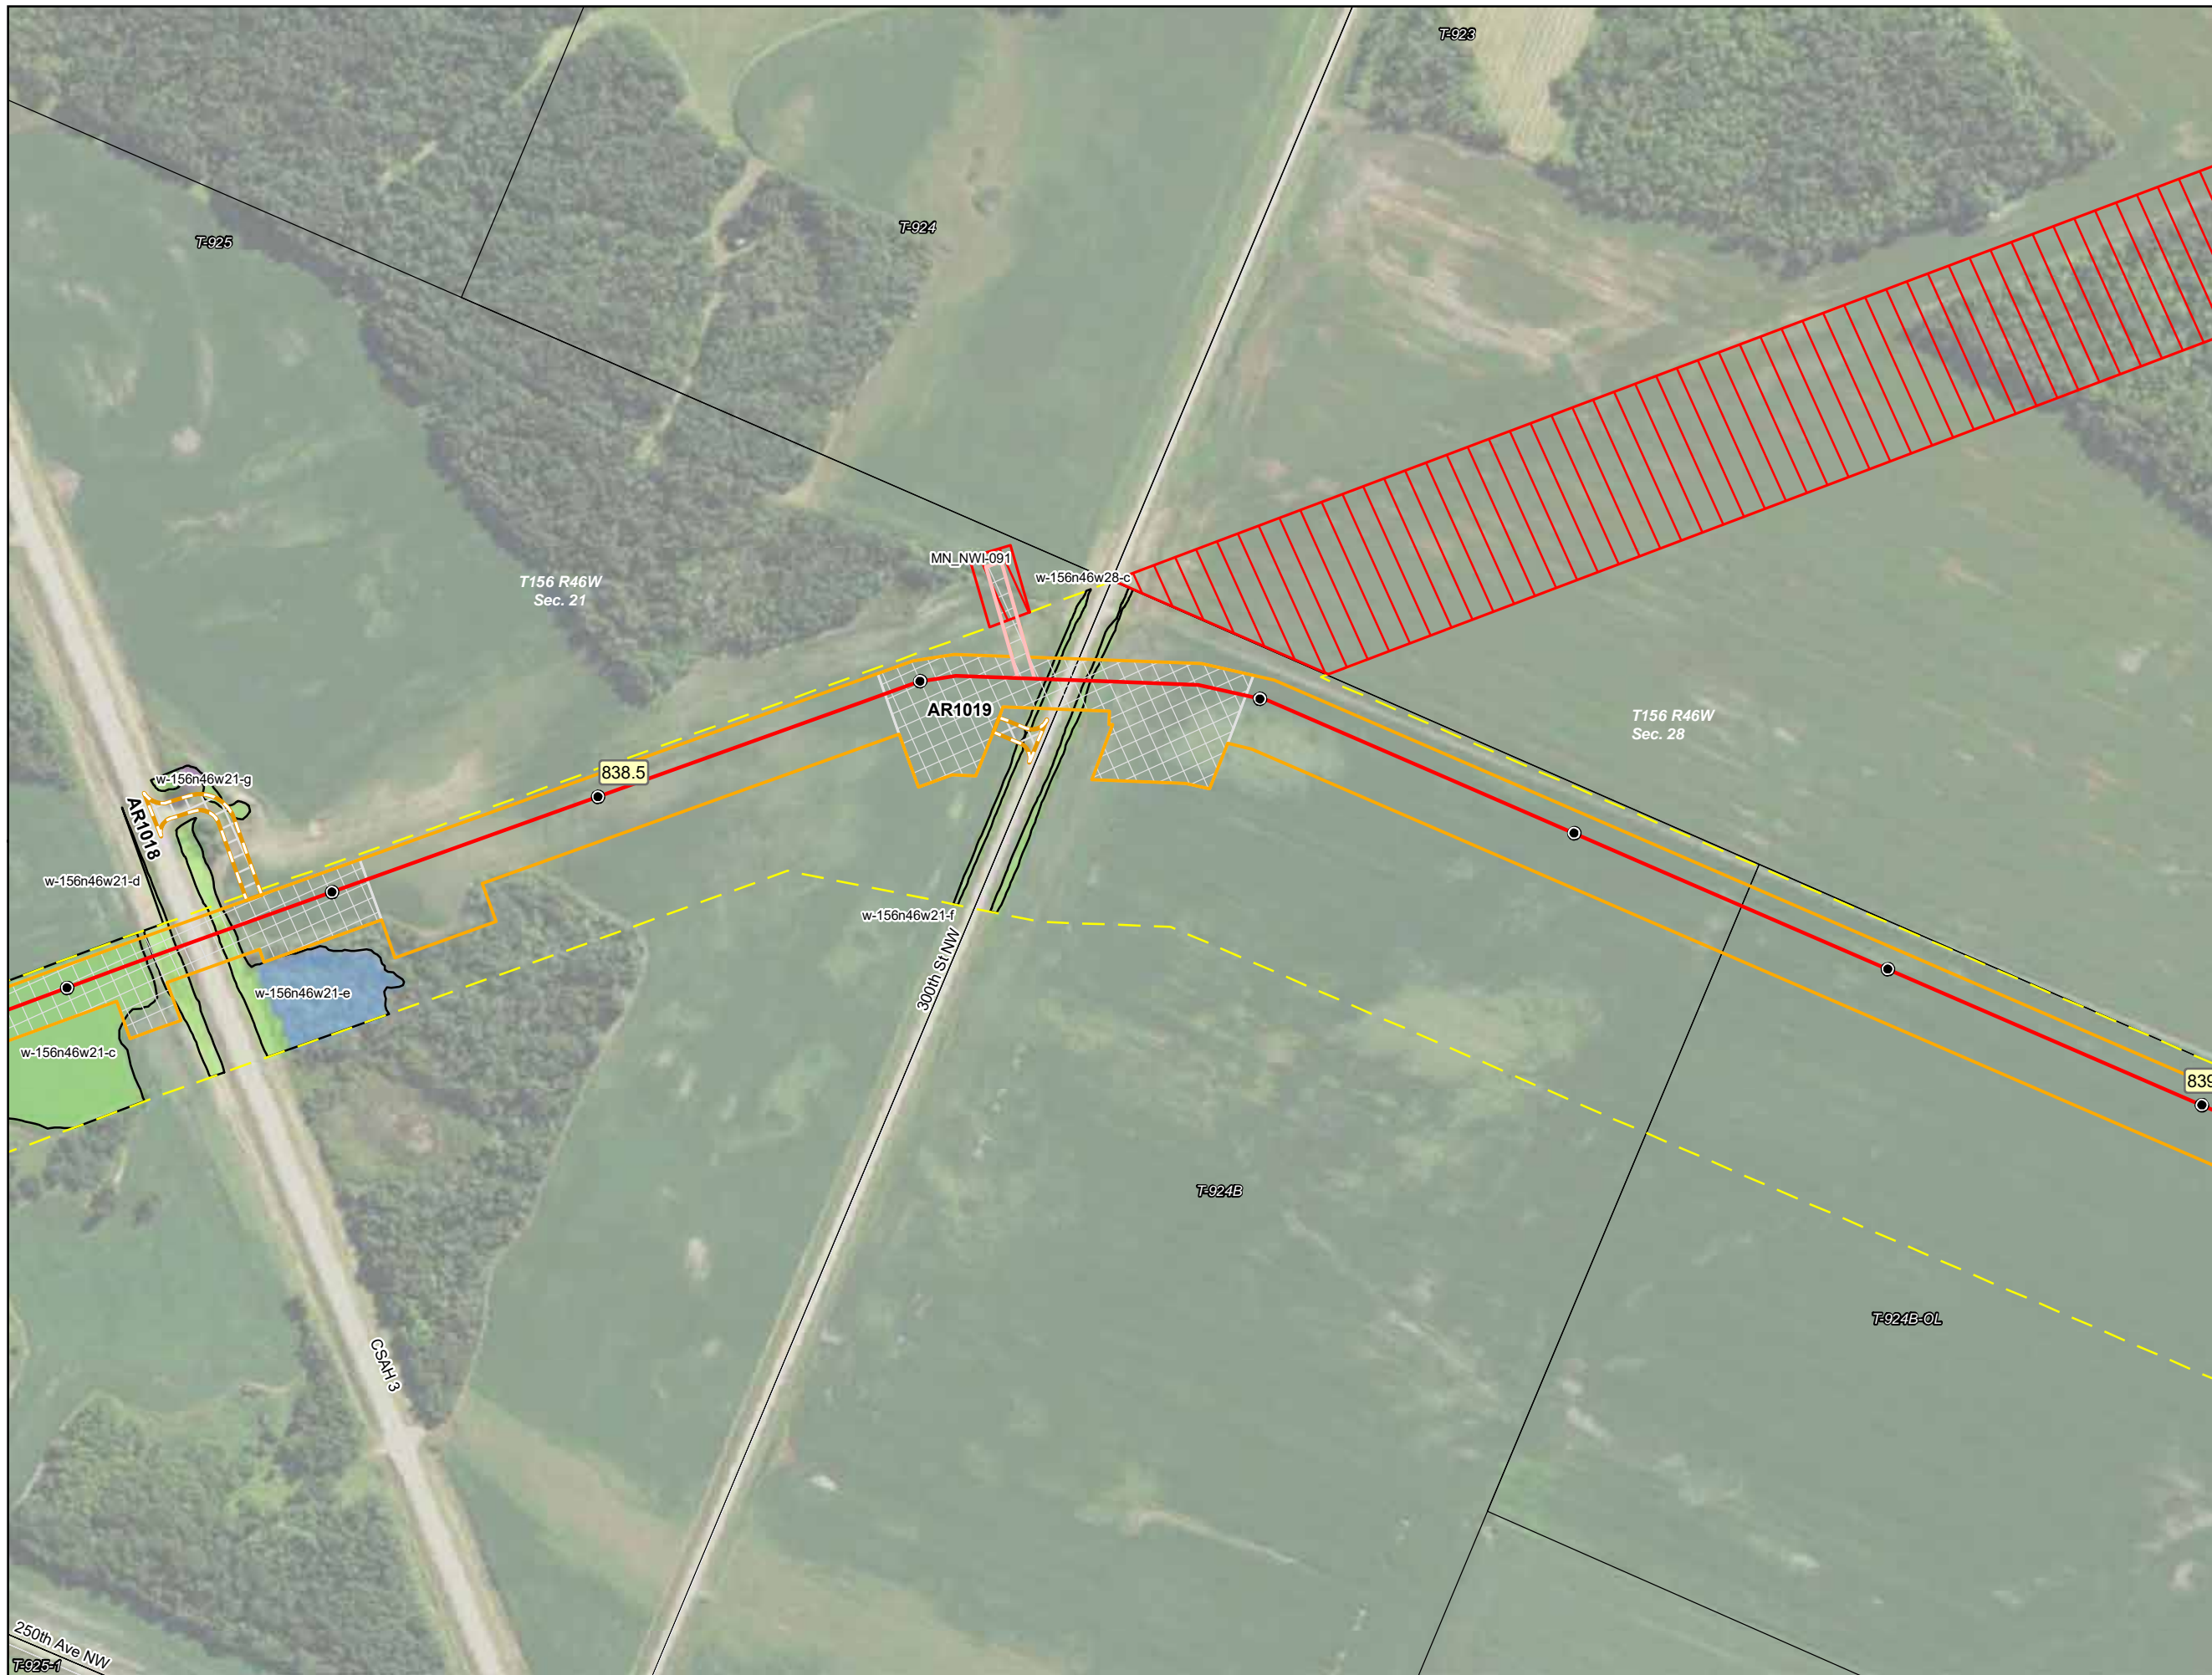 T-923
T-924
T-925
MN_NWI-091
w-156n46w28-c
T156 R46W
Sec. 21
AR1019
T156 R46W
Sec. 28
838.5
w-156n46w21-g
AR1018
w-156n46w21-d
w-156n46w21-f
300th St NW
w-156n46w21-e
w-156n46w21-c
839
T-924B
T-924B-OL
CSAH 3
250th Ave NW
T-925-1